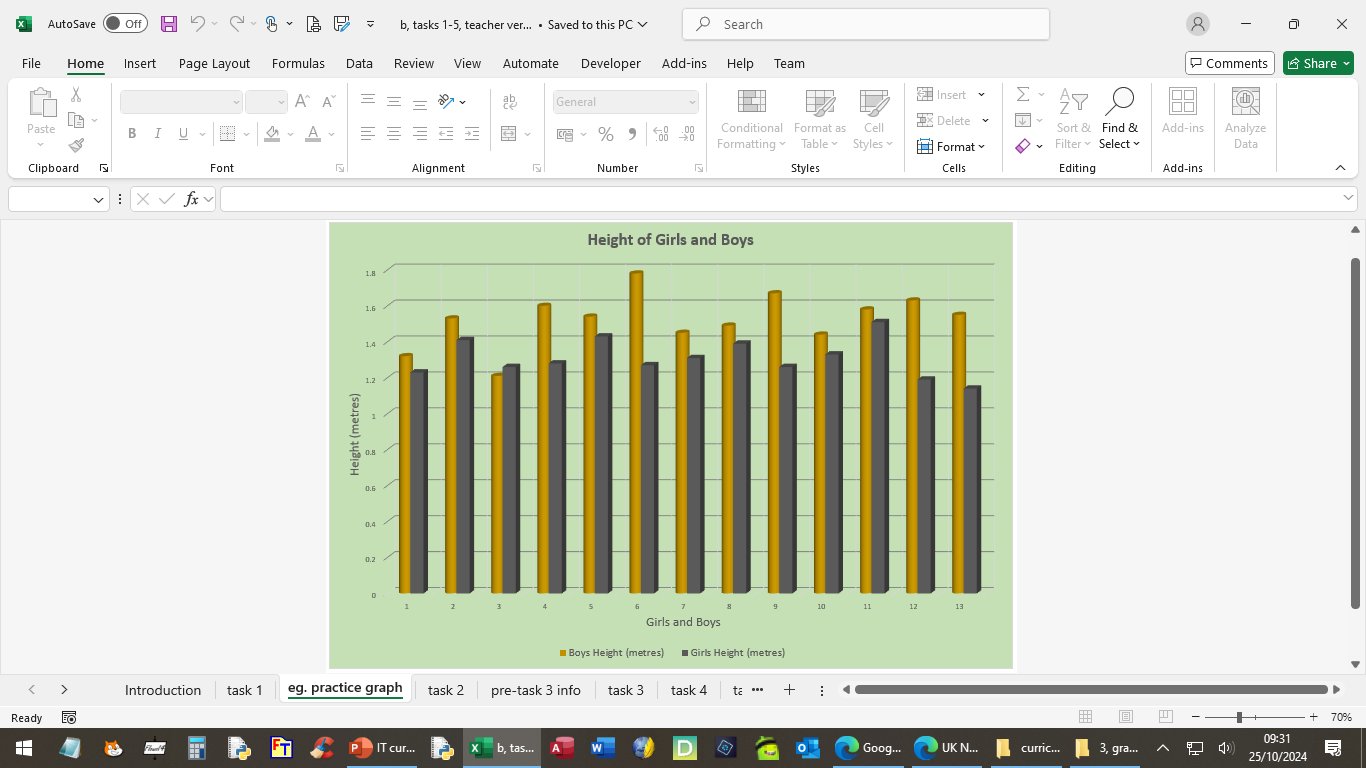 AutoSave Off b, tasks 1-5, teacher ver... • Saved to this PC Search
File Home Insert Page Layout Formulas Data Review View Automate Developer Add-ins Help Team Comments Share
Paste
Clipboard
B I U A
Font
ab
Alignment
General
% 9
Number
Conditional Formatting
Format as Table
Cell Styles
Styles
Insert
Delete
Format
Cells
Sort & Filter
Find & Select
Editing
Add-ins
Add-ins
Analyze Data
fx
Height of Girls and Boys
1.8
1.6
1.4
1.2
1
0.8
0.6
0.4
0.2
0
Height (metres)
1 2 3 4 5 6 7 8 9 10 11 12 13
Girls and Boys
Boys Height (metres) Girls Height (metres)
Introduction task 1 eg. practice graph task 2 pre-task 3 info task 3 task 4 ta ...
Ready 70%
IT cur... b, tas... Goog... UK N... curric... 3, gra... 09:31
25/10/2024